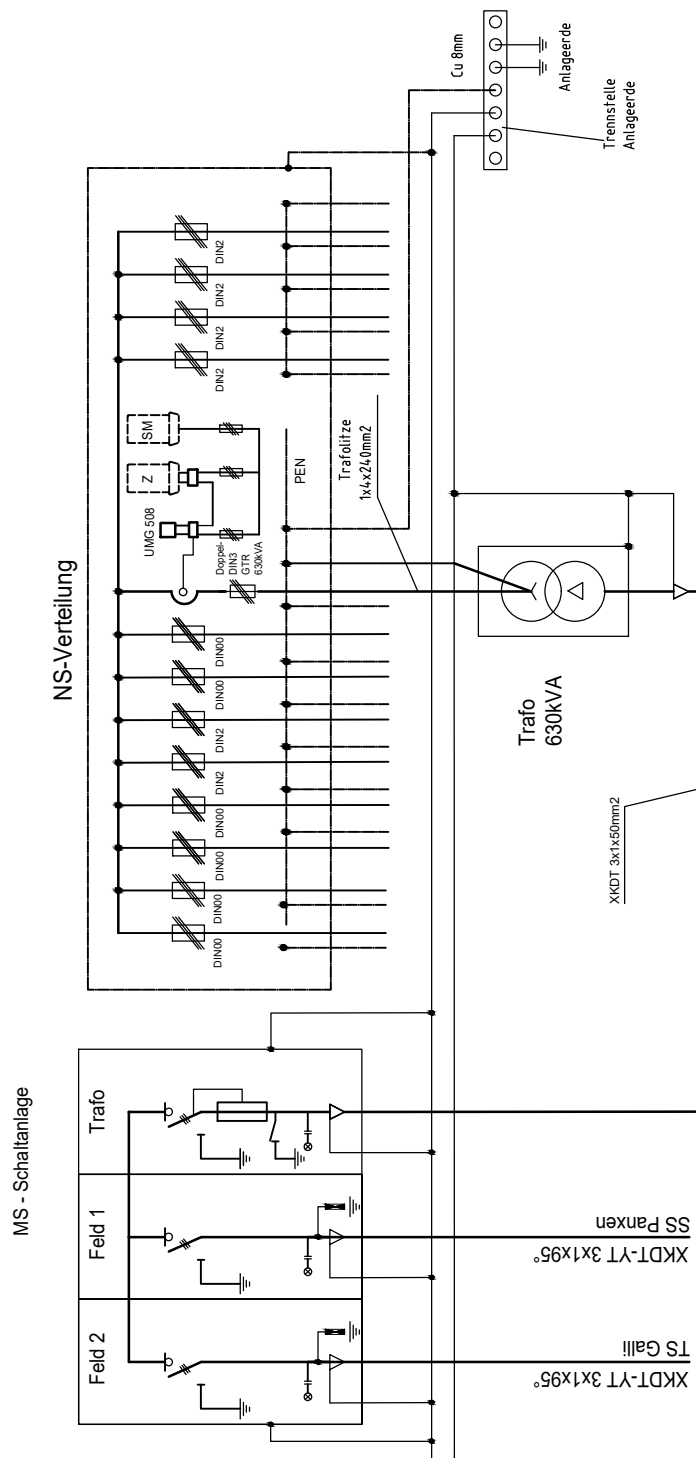 Cu 8mm
Anlageerde
Trennstelle
Anlageerde
NS-Verteilung
DIN2
DIN2
DIN2
DIN2
SM
Z
UMG 508
PEN
Doppel-
DIN3
GTR
630kVA
Trafolitze
1x4x240mm2
DIN00
DIN00
DIN2
DIN2
DIN00
DIN00
DIN00
DIN00
Trafo
630kVA
XKDT 3x1x50mm2
MS - Schaltanlage
Trafo
Feld 1
Feld 2
SS Panxen
XKDT-YT 3x1x95°
TS Galli
XKDT-YT 3x1x95°